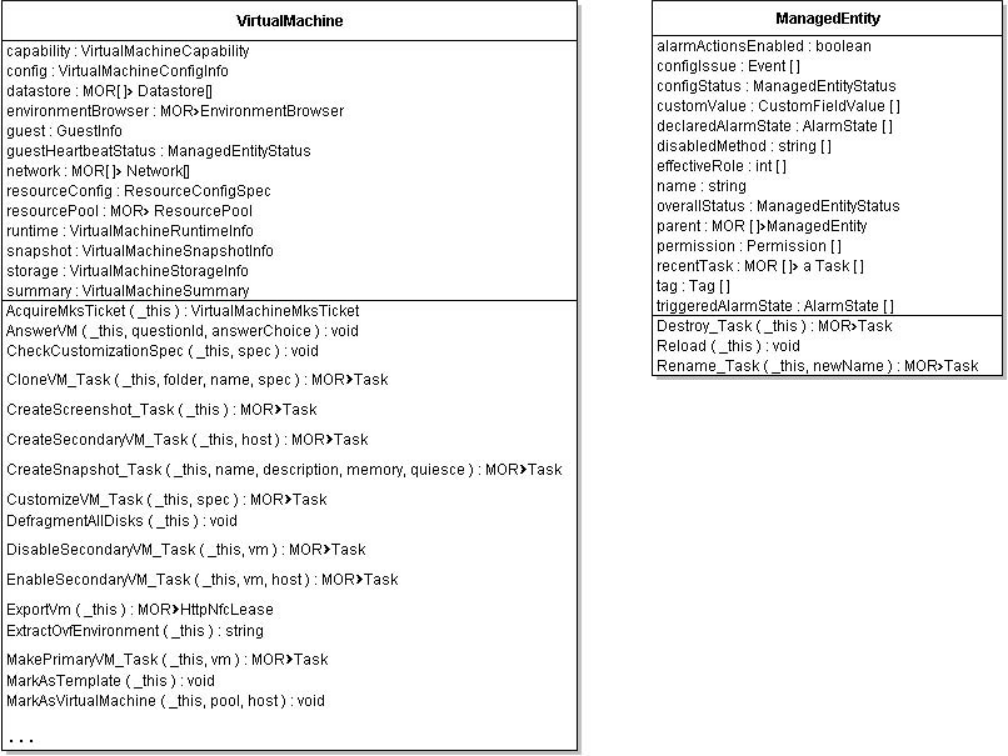 VirtualMachine
capability : VirtualMachineCapability
config : VirtualMachineConfigInfo
datastore : MOR[]> Datastore[]
environmentBrowser : MOR>EnvironmentBrowser
guest : GuestInfo
guestHeartbeatStatus : ManagedEntityStatus
network : MOR[]> Network[]
resourceConfig : ResourceConfigSpec
resourcePool : MOR> ResourcePool
runtime : VirtualMachineRuntimeInfo
snapshot : VirtualMachineSnapshotInfo
storage : VirtualMachineStorageInfo
summary : VirtualMachineSummary
AcquireMksTicket ( _this ) : VirtualMachineMksTicket
AnswerVM ( _this, questionId, answerChoice ) : void
CheckCustomizationSpec ( _this, spec ) : void
CloneVM_Task ( _this, folder, name, spec ) : MOR>Task
CreateScreenshot_Task ( _this ) : MOR>Task
CreateSecondaryVM_Task ( _this, host ) : MOR>Task
CreateSnapshot_Task ( _this, name, description, memory, quiesce ) : MOR>Task
CustomizeVM_Task ( _this, spec ) : MOR>Task
DefragmentAllDisks ( _this ) : void
DisableSecondaryVM_Task ( _this, vm ) : MOR>Task
EnableSecondaryVM_Task ( _this, vm, host ) : MOR>Task
ExportVm ( _this ) : MOR>HttpNfcLease
ExtractOvfEnvironment ( _this ) : string
MakePrimaryVM_Task ( _this, vm ) : MOR>Task
MarkAsTemplate ( _this ) : void
MarkAsVirtualMachine ( _this, pool, host ) : void
. . .
ManagedEntity
alarmActionsEnabled : boolean
configIssue : Event [ ]
configStatus : ManagedEntityStatus
customValue : CustomFieldValue [ ]
declaredAlarmState : AlarmState [ ]
disabledMethod : string [ ]
effectiveRole : int [ ]
name : string
overallStatus : ManagedEntityStatus
parent : MOR []>ManagedEntity
permission : Permission [ ]
recentTask : MOR []> a Task [ ]
tag : Tag [ ]
triggeredAlarmState : AlarmState [ ]
Destroy_Task ( _this ) : MOR>Task
Reload ( _this ) : void
Rename_Task ( _this, newName ) : MOR>Task